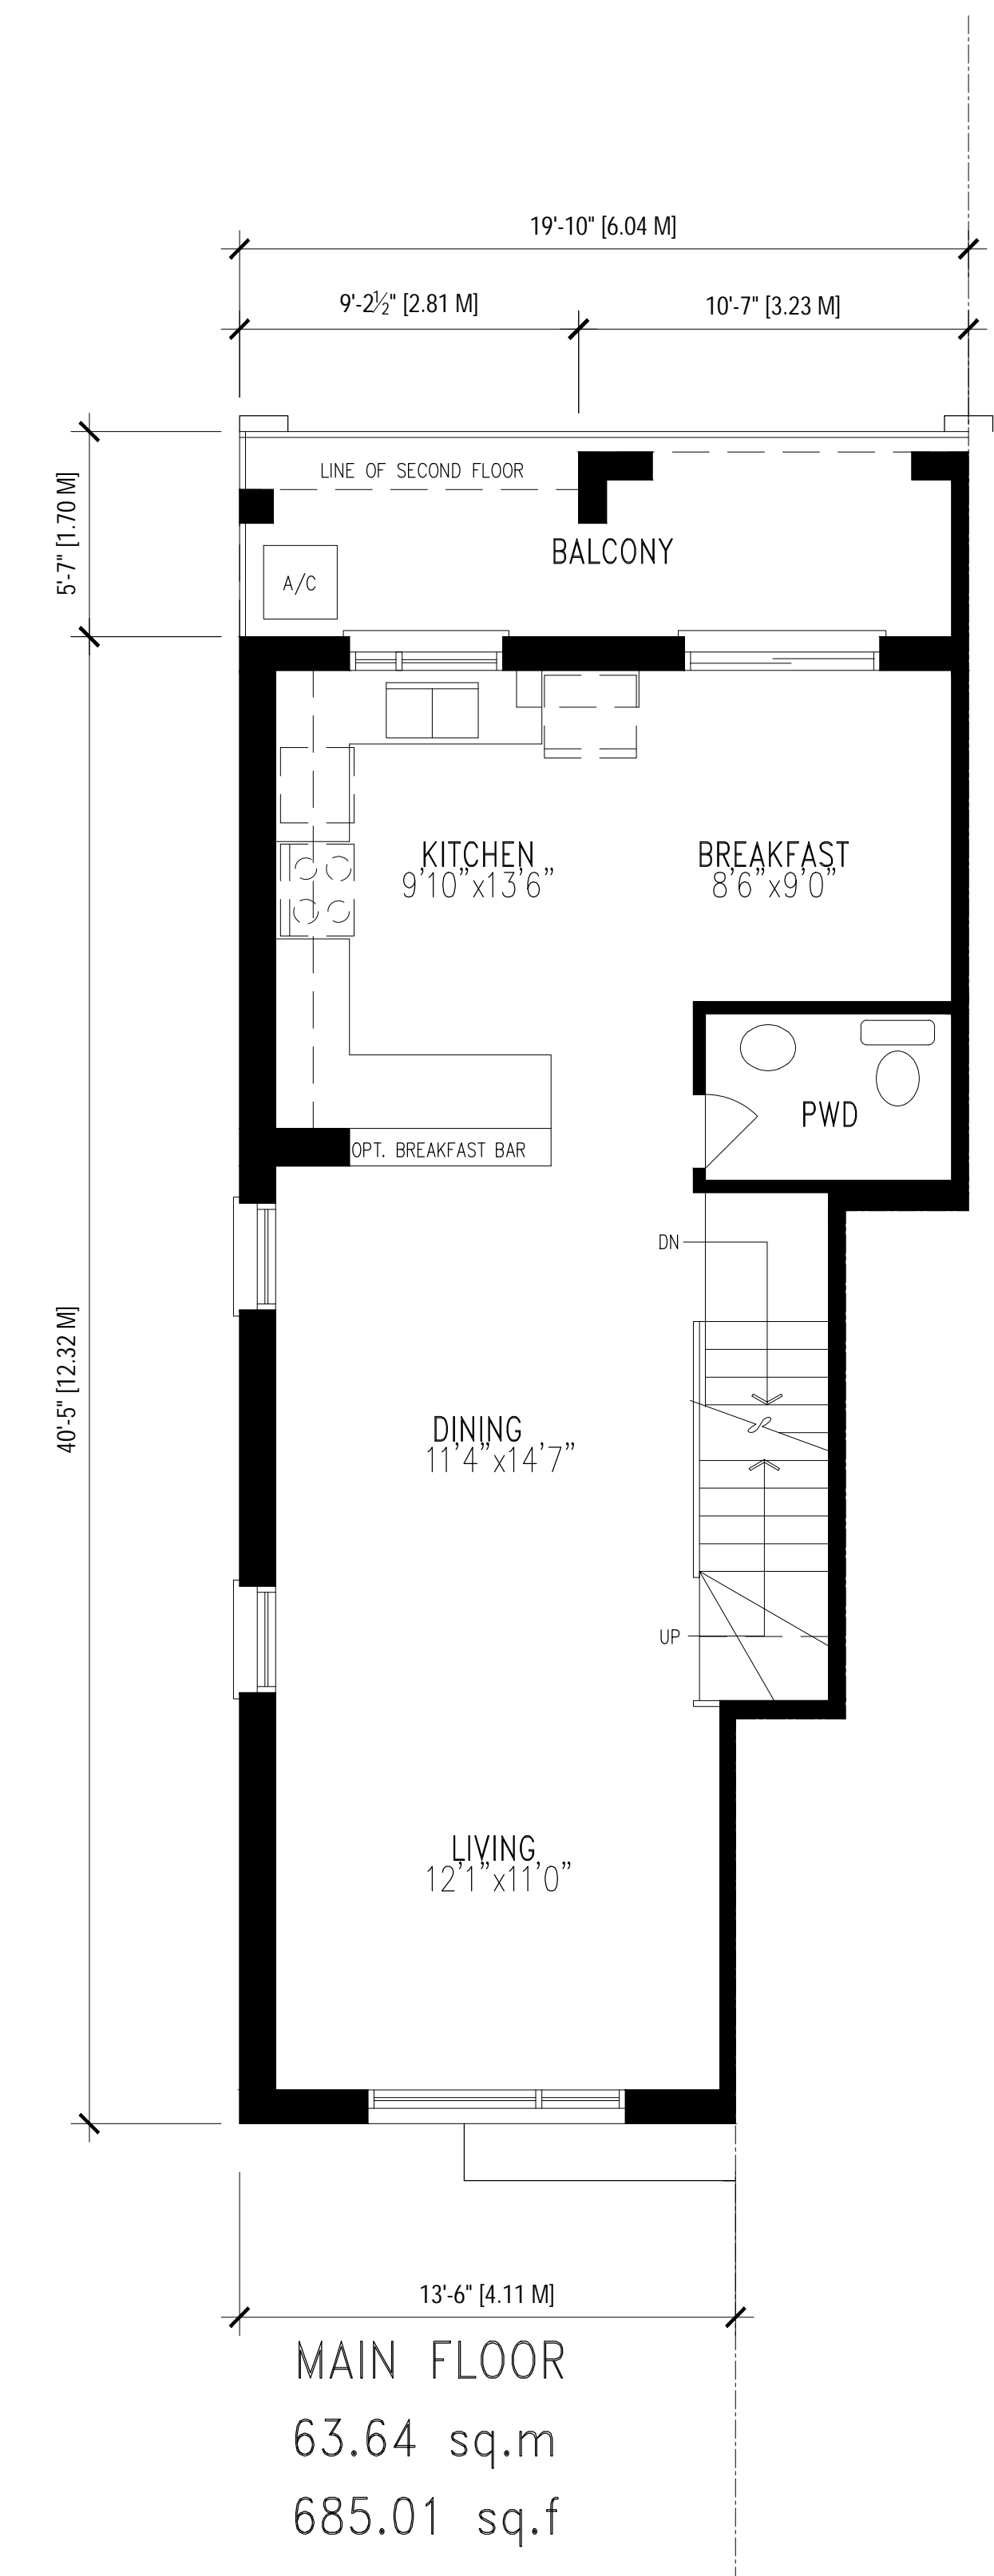 19'-10" [6.04 M]
9'-2½" [2.81 M]
10'-7" [3.23 M]
LINE OF SECOND FLOOR
5'-7" [1.70 M]
BALCONY
A/C
KITCHEN
9'10"x13'6"
BREAKFAST
8'6"x9'0"
PWD
OPT. BREAKFAST BAR
DN
40'-5" [12.32 M]
DINING
11'4"x14'7"
UP
LIVING
12'1"x11'0"
13'-6" [4.11 M]
MAIN FLOOR
63.64 sq.m
685.01 sq.f